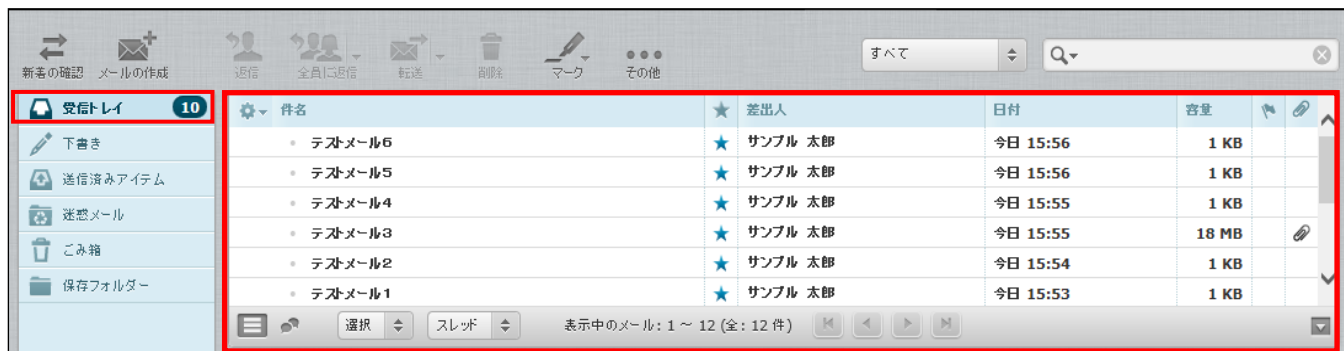 新着の確認 メールの作成 返信 全員に返信 転送 削除 マーク その他 すべて
受信トレイ 10
下書き
送信済みアイテム
迷惑メール
ごみ箱
保存フォルダー
件名 差出人 日付 容量
テストメール6 サンプル 太郎 今日 15:56 1 KB
テストメール5 サンプル 太郎 今日 15:56 1 KB
テストメール4 サンプル 太郎 今日 15:55 1 KB
テストメール3 サンプル 太郎 今日 15:55 18 MB
テストメール2 サンプル 太郎 今日 15:54 1 KB
テストメール1 サンプル 太郎 今日 15:53 1 KB
選択 スレッド 表示中のメール: 1 ~ 12 (全: 12 件)